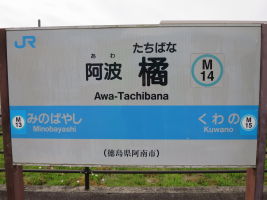 JR
あわ たちばな
阿波 橘
M
14
Awa-Tachibana
M
13
みのばやし
Minobayashi
くわの
Kuwano
M
15
(徳島県阿南市)